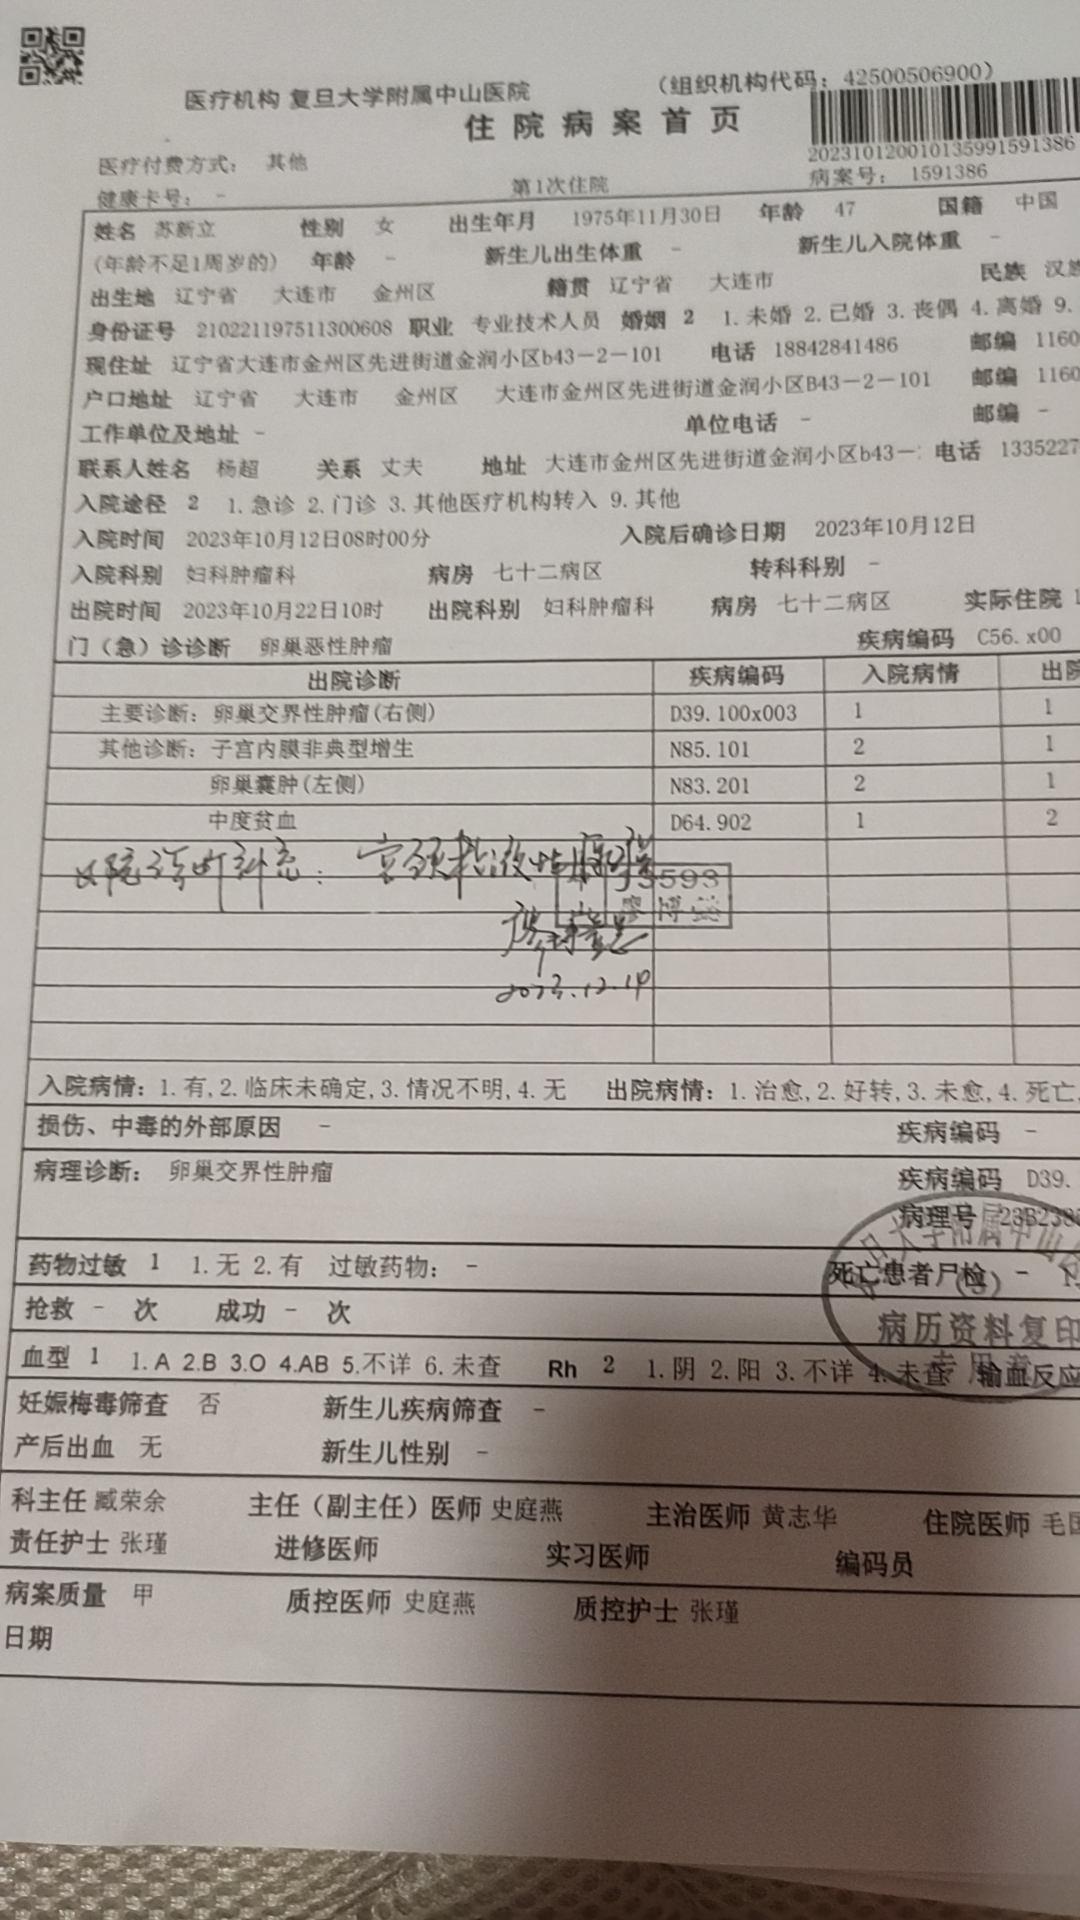 医疗机构 复旦大学附属中山医院 （组织机构代码：42500506900）
住院病案首页
202310120010135991591386
医疗付费方式： 其他
健康卡号： - 第1次住院 病案号： 1591386
姓名 苏新立 性别 女 出生年月 1975年11月30日 年龄 47 国籍 中国
(年龄不足1周岁的) 年龄 - 新生儿出生体重 - 新生儿入院体重 -
出生地 辽宁省 大连市 金州区 籍贯 辽宁省 大连市 民族 汉族
身份证号 210221197511300608 职业 专业技术人员 婚姻 2 1.未婚 2.已婚 3.丧偶 4.离婚 9.
现住址 辽宁省大连市金州区先进街道金润小区b43－2－101 电话 18842841486 邮编 1160
户口地址 辽宁省 大连市 金州区 大连市金州区先进街道金润小区B43－2－101 邮编 1160
工作单位及地址 - 单位电话 - 邮编 -
联系人姓名 杨超 关系 丈夫 地址 大连市金州区先进街道金润小区b43－ 电话 1335227
入院途径 2 1.急诊 2.门诊 3.其他医疗机构转入 9.其他
入院时间 2023年10月12日08时00分 入院后确诊日期 2023年10月12日
入院科别 妇科肿瘤科 病房 七十二病区 转科科别 -
出院时间 2023年10月22日10时 出院科别 妇科肿瘤科 病房 七十二病区 实际住院 1
门（急）诊诊断 卵巢恶性肿瘤 疾病编码 C56.x00
出院诊断 疾病编码 入院病情 出院
主要诊断：卵巢交界性肿瘤(右侧) D39.100x003 1 1
其他诊断：子宫内膜非典型增生 N85.101 2 1
卵巢囊肿(左侧) N83.201 2 1
中度贫血 D64.902 1 2
3593
廖博
2023.12.19
入院病情：1.有,2.临床未确定,3.情况不明,4.无 出院病情：1.治愈,2.好转,3.未愈,4.死亡,
损伤、中毒的外部原因 - 疾病编码 -
病理诊断： 卵巢交界性肿瘤 疾病编码 D39.
病理号 23B238
药物过敏 1 1.无 2.有 过敏药物： - 死亡患者尸检 - 1
抢救 - 次 成功 - 次
大学附属中山
(3)
病历资料复印
专用章
血型 1 1.A 2.B 3.O 4.AB 5.不详 6.未查 Rh 2 1.阴 2.阳 3.不详 4.未查 输血反应
妊娠梅毒筛查 否 新生儿疾病筛查 -
产后出血 无 新生儿性别 -
科主任 臧荣余 主任（副主任）医师 史庭燕 主治医师 黄志华 住院医师 毛
责任护士 张瑾 进修医师 实习医师 编码员
病案质量 甲 质控医师 史庭燕 质控护士 张瑾
日期